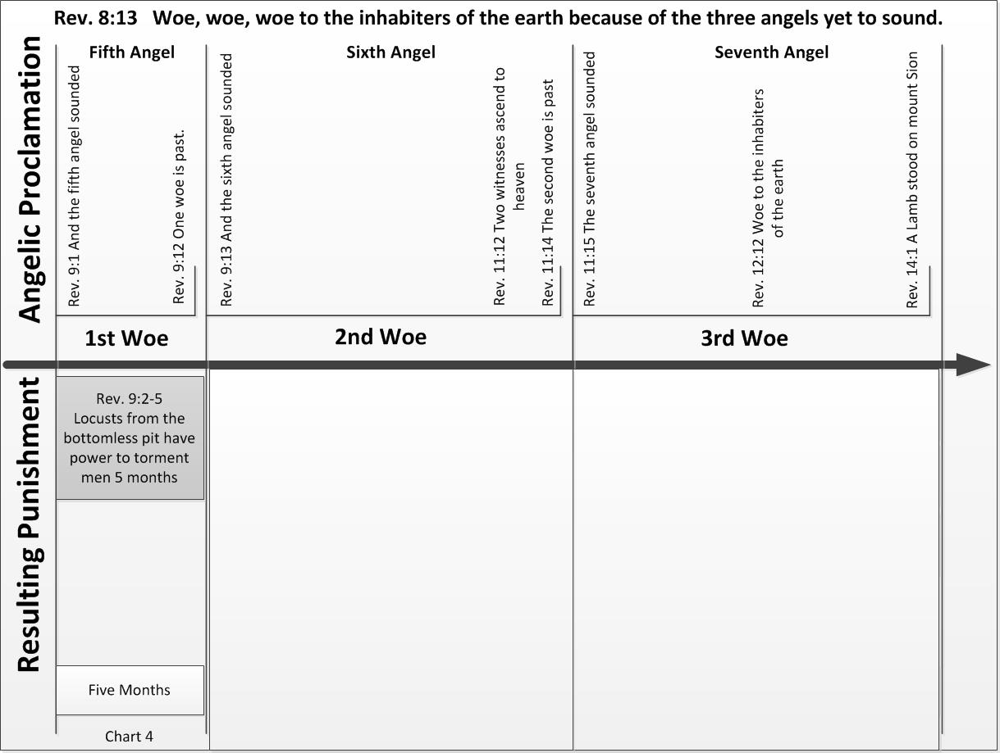 Rev. 8:13   Woe, woe, woe to the inhabiters of the earth because of the three angels yet to sound.
Angelic Proclamation
Fifth Angel
Sixth Angel
Seventh Angel
Rev. 9:1 And the fifth angel sounded
Rev. 9:12 One woe is past.
Rev. 9:13 And the sixth angel sounded
Rev. 11:12 Two witnesses ascend to
heaven
Rev. 11:14 The second woe is past
Rev. 11:15 The seventh angel sounded
Rev. 12:12 Woe to the inhabiters
of the earth
Rev. 14:1 A Lamb stood on mount Sion
1st Woe
2nd Woe
3rd Woe
Resulting Punishment
Rev. 9:2-5
Locusts from the
bottomless pit have
power to torment
men 5 months
Five Months
Chart 4